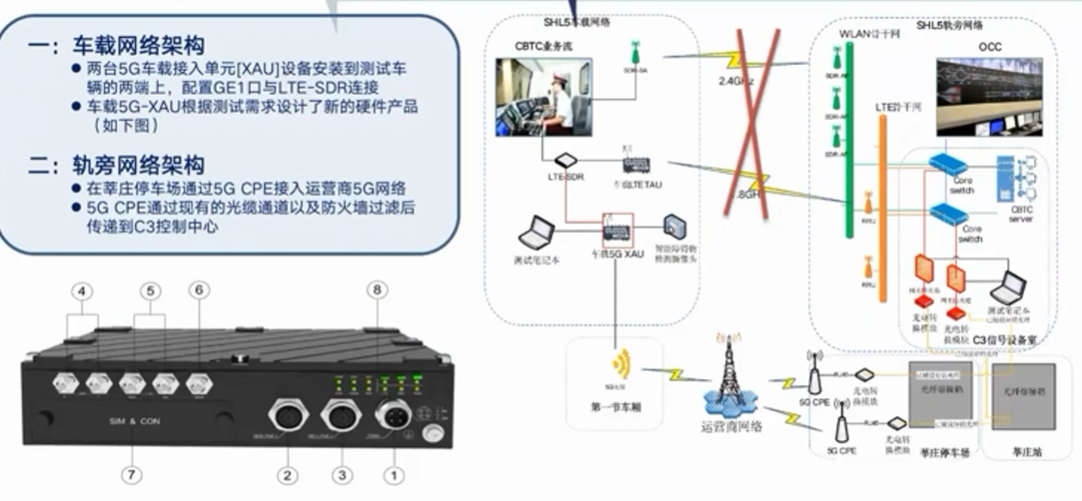 一：车载网络架构
● 两台5G车载接入单元[XAU]设备安装到测试车
辆的两端上，配置GE1口与LTE-SDR连接
● 车载5G-XAU根据测试需求设计了新的硬件产品
（如下图）
二：轨旁网络架构
● 在莘庄停车场通过5G CPE接入运营商5G网络
● 5G CPE通过现有的光缆通道以及防火墙过滤后
传递到C3控制中心
4
5
6
8
SIM & CON
7
2
3
1
SHL5车载网络
CBTC业务流
SDR-SA
2.4GHz
LTE-SDR
车载LTETAU
测试笔记本
车载5G XAU
智能障碍物
检测摄像头
第一节车厢
运营商网络
SHL5轨旁网络
WLAN骨干网
OCC
SDR-AP
SDR-AP
SDR-AP
LTE骨干网
RRU
RRU
Core
switch
Core
switch
CBTC
server
光电转
换模块
光电转
换模块
测试笔记本
C3信号设备室
5G CPE
光电转
换模块
5G CPE
光电转
换模块
光纤熔接箱
光纤熔接箱
莘庄停车场
莘庄站